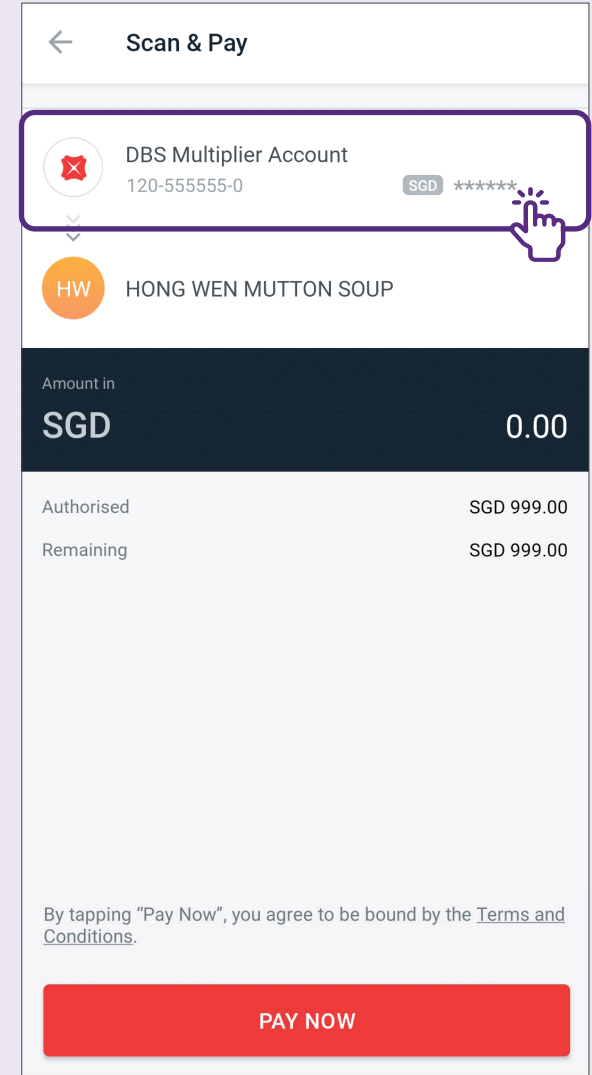 Scan & Pay
DBS Multiplier Account
120-555555-0 SGD ******
HW HONG WEN MUTTON SOUP
Amount in
SGD 0.00
Authorised SGD 999.00
Remaining SGD 999.00
By tapping “Pay Now”, you agree to be bound by the Terms and
Conditions.
PAY NOW